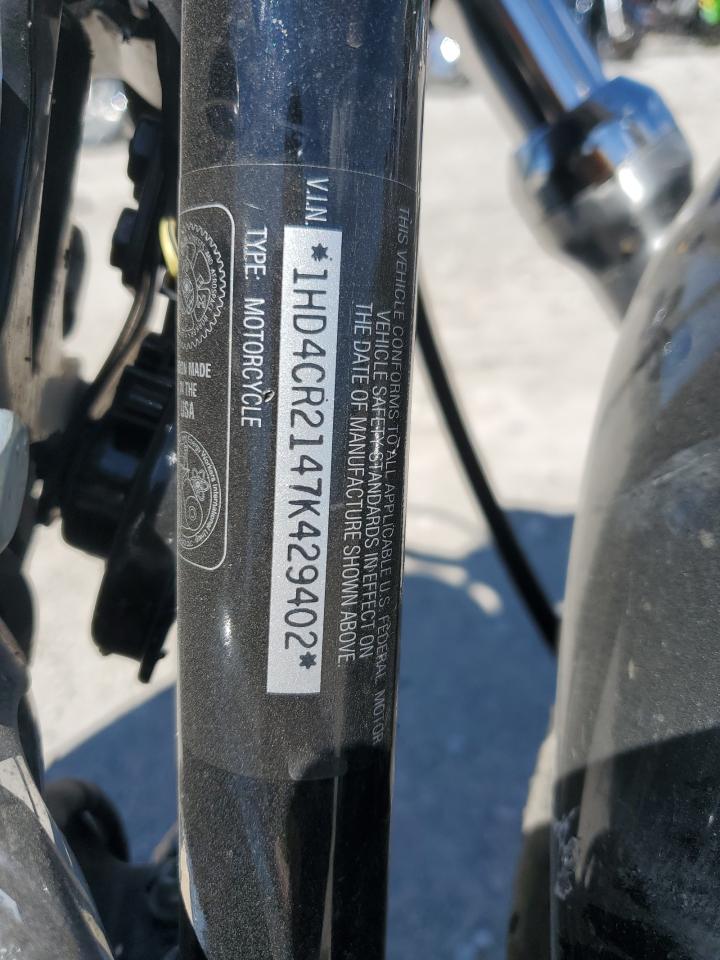 THIS VEHICLE CONFORMS TO ALL APPLICABLE U.S. FEDERAL MOTOR
VEHICLE SAFETY STANDARDS IN EFFECT ON
THE DATE OF MANUFACTURE SHOWN ABOVE.
V.I.N.
*1HD4CR2147K429402*
TYPE: MOTORCYCLE
MADE
THE
USA